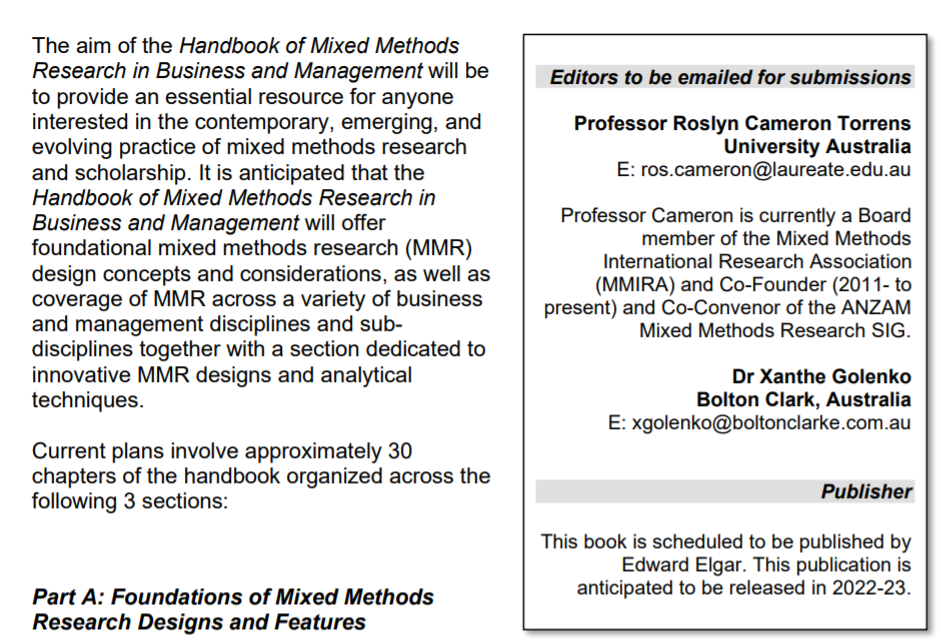 The aim of the Handbook of Mixed Methods
Research in Business and Management will be
to provide an essential resource for anyone
interested in the contemporary, emerging, and
evolving practice of mixed methods research
and scholarship. It is anticipated that the
Handbook of Mixed Methods Research in
Business and Management will offer
foundational mixed methods research (MMR)
design concepts and considerations, as well as
coverage of MMR across a variety of business
and management disciplines and sub-
disciplines together with a section dedicated to
innovative MMR designs and analytical
techniques.
Current plans involve approximately 30
chapters of the handbook organized across the
following 3 sections:
Part A: Foundations of Mixed Methods
Research Designs and Features
Editors to be emailed for submissions
Professor Roslyn Cameron Torrens
University Australia
E: ros.cameron@laureate.edu.au
Professor Cameron is currently a Board
member of the Mixed Methods
International Research Association
(MMIRA) and Co-Founder (2011- to
present) and Co-Convenor of the ANZAM
Mixed Methods Research SIG.
Dr Xanthe Golenko
Bolton Clark, Australia
E: xgolenko@boltonclarke.com.au
Publisher
This book is scheduled to be published by
Edward Elgar. This publication is
anticipated to be released in 2022-23.